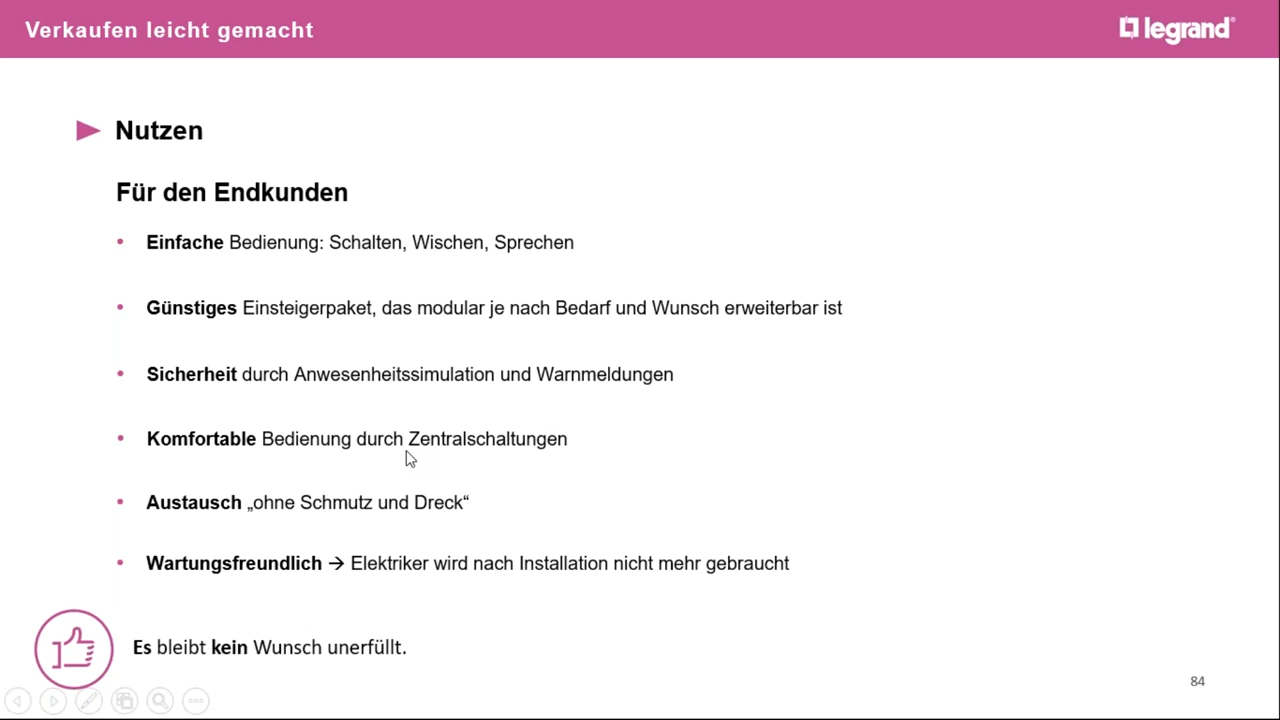 Verkaufen leicht gemacht
legrand®
Nutzen
Für den Endkunden
• Einfache Bedienung: Schalten, Wischen, Sprechen
• Günstiges Einsteigerpaket, das modular je nach Bedarf und Wunsch erweiterbar ist
• Sicherheit durch Anwesenheitssimulation und Warnmeldungen
• Komfortable Bedienung durch Zentralschaltungen
• Austausch „ohne Schmutz und Dreck“
• Wartungsfreundlich → Elektriker wird nach Installation nicht mehr gebraucht
Es bleibt kein Wunsch unerfüllt.
84